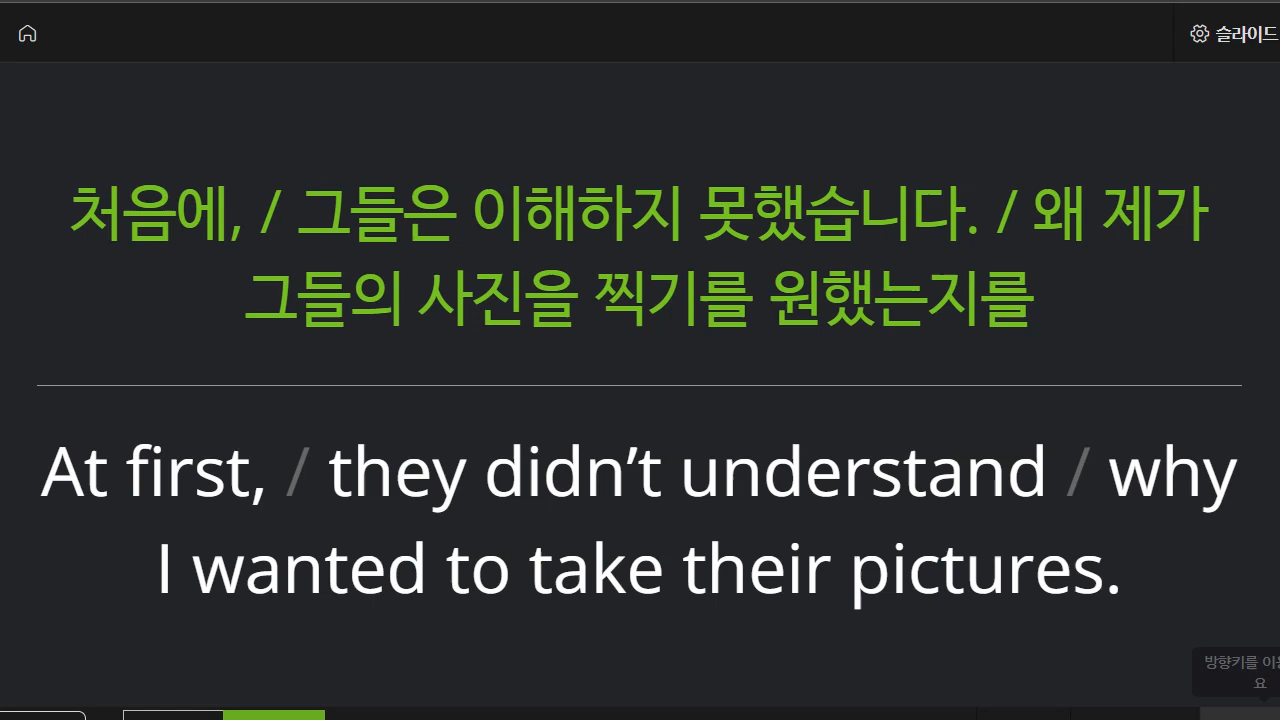 슬라이드
처음에, / 그들은 이해하지 못했습니다. / 왜 제가
그들의 사진을 찍기를 원했는지를
At first, / they didn’t understand / why
I wanted to take their pictures.
방향키를
요